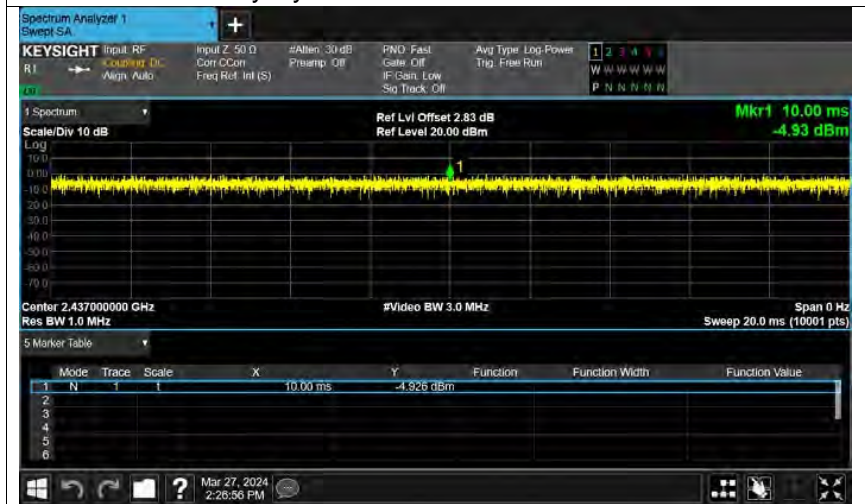 Spectrum Analyzer 1
Swept SA
+
KEYSIGHT Input: RF Input Z: 50 Ω #Atten: 30 dB PNO: Fast Avg Type: Log-Power 1 2 3 4 5 6
R1 Coupling: DC Corr CCorr Preamp: Off Gate: Off Trig: Free Run W W W W W W
Align: Auto Freq Ref: Int (S) IF Gain: Low
Sig Track: Off P N N N N N
1 Spectrum
Ref Lvl Offset 2.83 dB Mkr1 10.00 ms
Scale/Div 10 dB Ref Level 20.00 dBm -4.93 dBm
Log
10.0
0.00
1
-10.0
-20.0
-30.0
-40.0
-50.0
-60.0
-70.0
Center 2.437000000 GHz #Video BW 3.0 MHz Span 0 Hz
Res BW 1.0 MHz Sweep 20.0 ms (10001 pts)
5 Marker Table
Mode Trace Scale X Y Function Function Width Function Value
1 N 1 t 10.00 ms -4.926 dBm
2
3
4
5
6
? Mar 27, 2024
2:26:56 PM